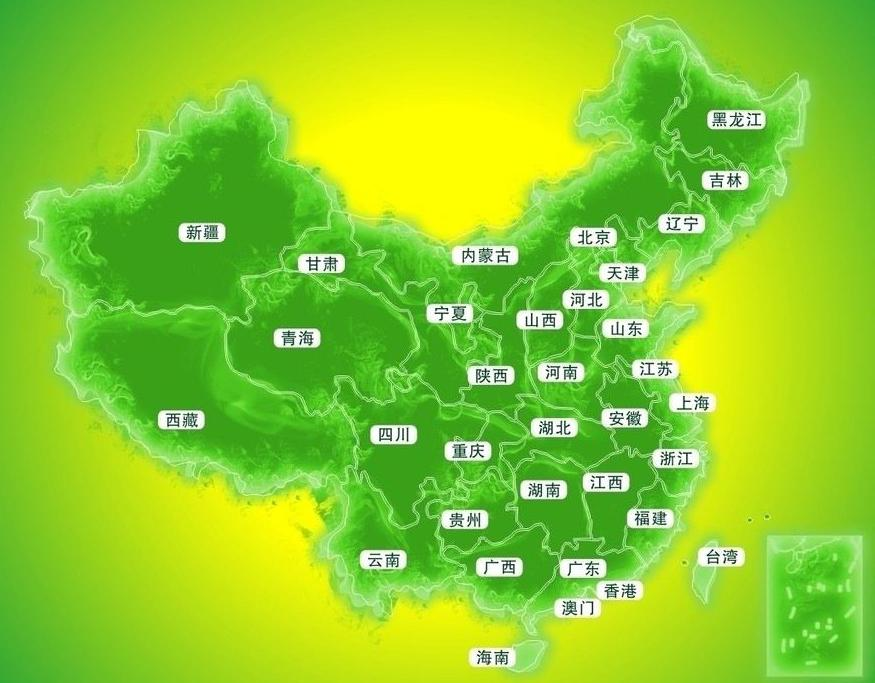 黑龙江
吉林
辽宁
新疆
北京
内蒙古
甘肃
天津
河北
宁夏
山西
山东
青海
江苏
河南
陕西
上海
西藏
安徽
湖北
四川
重庆
浙江
江西
湖南
福建
贵州
台湾
云南
广西
广东
香港
澳门
海南